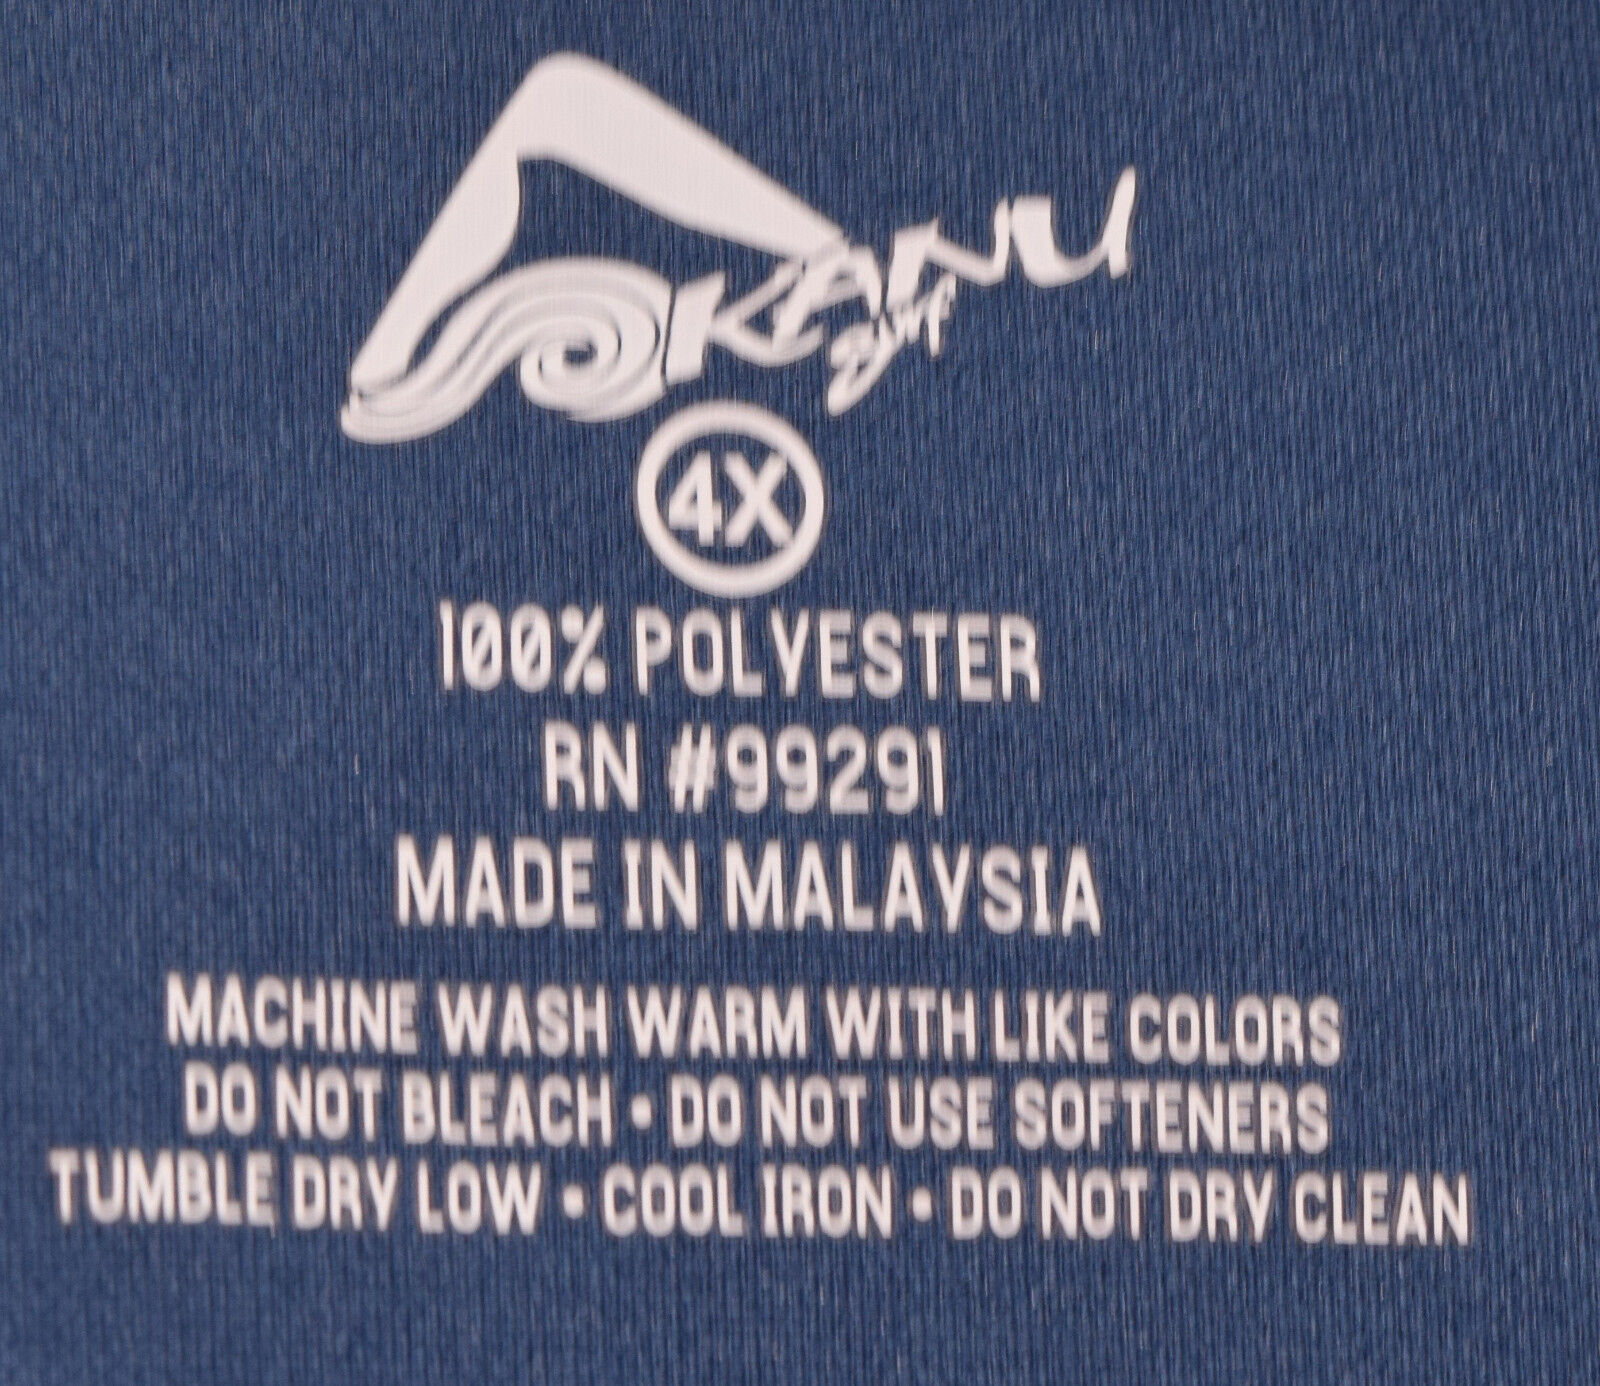 KANU
Surf
4X
100% POLYESTER
RN #99291
MADE IN MALAYSIA
MACHINE WASH WARM WITH LIKE COLORS
DO NOT BLEACH • DO NOT USE SOFTENERS
TUMBLE DRY LOW • COOL IRON • DO NOT DRY CLEAN